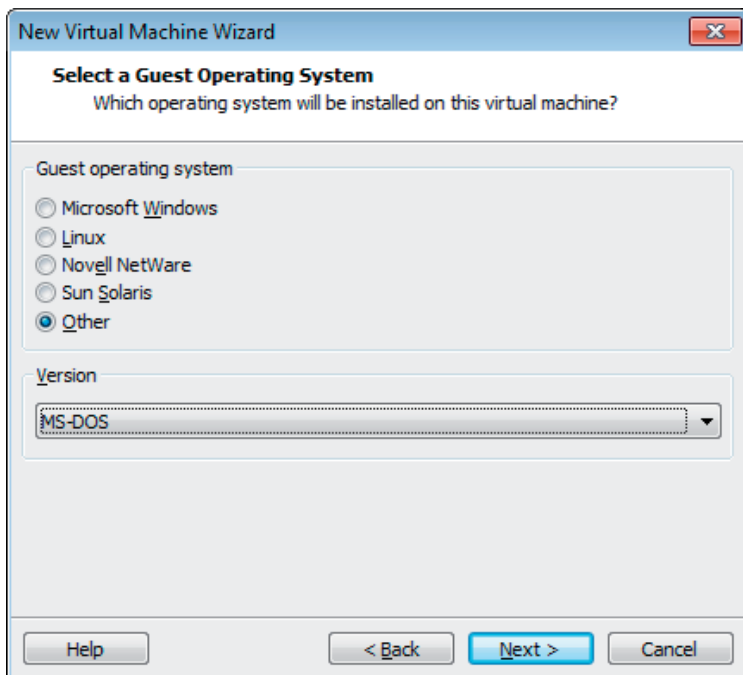 New Virtual Machine Wizard
Select a Guest Operating System
Which operating system will be installed on this virtual machine?
Guest operating system
Microsoft Windows
Linux
Novell NetWare
Sun Solaris
Other
Version
MS-DOS
Help < Back Next > Cancel